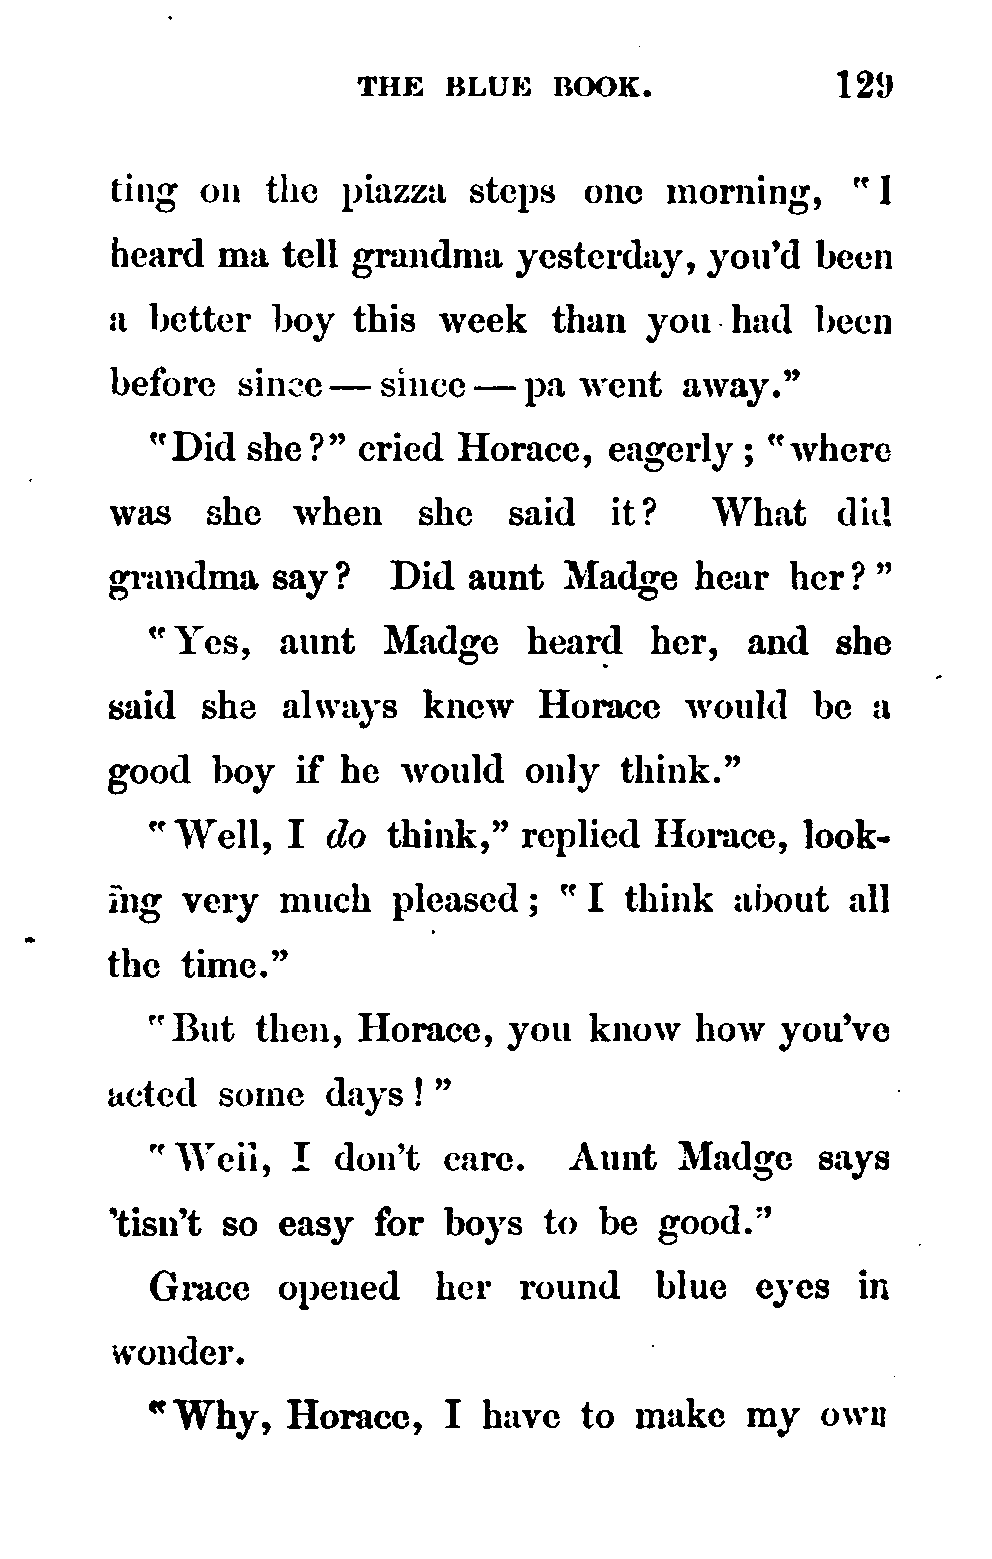 THE BLUE BOOK. 129
ting on the piazza steps one morning, "I
heard ma tell grandma yesterday, you'd been
a better boy this week than you had been
before since — since — pa went away."
"Did she?" cried Horace, eagerly; "where
was she when she said it? What did
grandma say? Did aunt Madge hear her?"
"Yes, aunt Madge heard her, and she
said she always knew Horace would be a
good boy if he would only think."
"Well, I do think," replied Horace, look-
ing very much pleased; "I think about all
the time."
"But then, Horace, you know how you've
acted some days!"
"Well, I don't care. Aunt Madge says
'tisn't so easy for boys to be good."
Grace opened her round blue eyes in
wonder.
"Why, Horace, I have to make my own